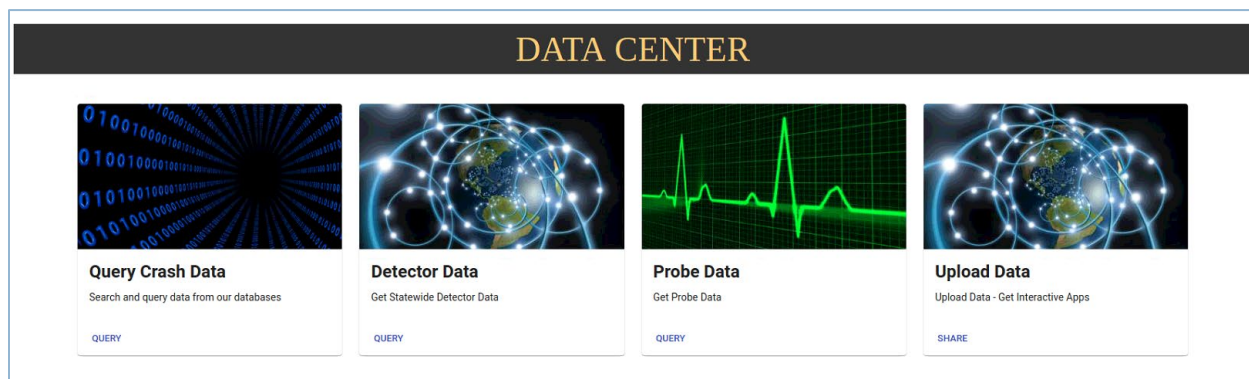 DATA CENTER
Query Crash Data
Search and query data from our databases
QUERY
Detector Data
Get Statewide Detector Data
QUERY
Probe Data
Get Probe Data
QUERY
Upload Data
Upload Data - Get Interactive Apps
SHARE